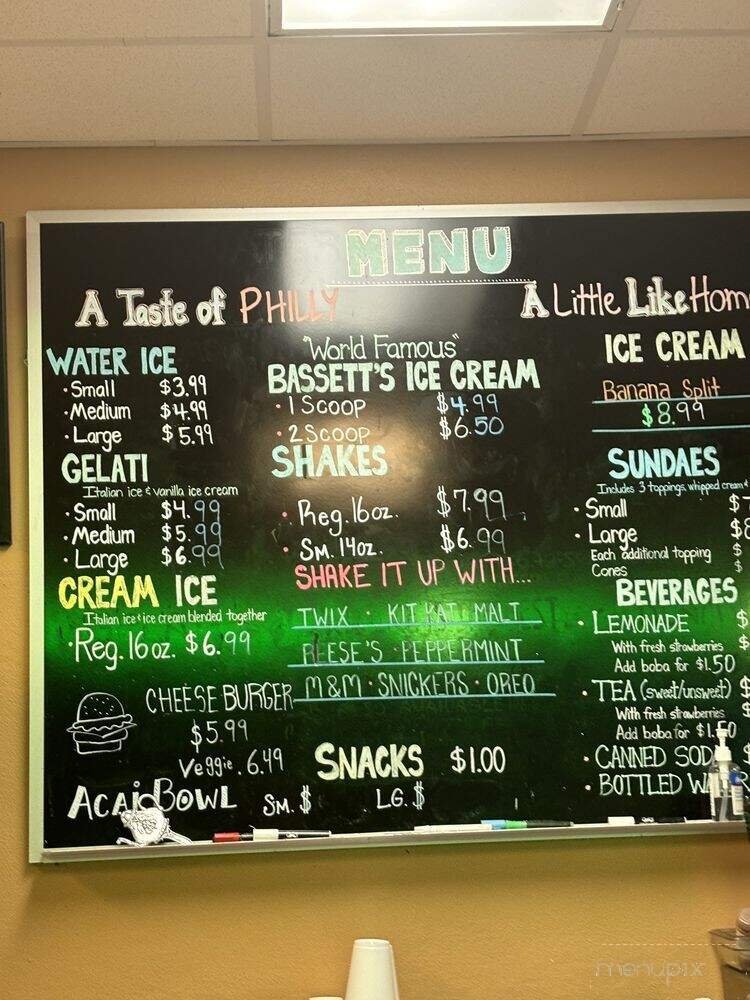 MENU
A Taste of PHILLY
A Little Like Hom
WATER ICE
· Small $3.99
· Medium $4.99
· Large $5.99
GELATI
Italian ice & vanilla ice cream
· Small $4.99
· Medium $5.99
· Large $6.99
CREAM ICE
Italian ice & ice cream blended together
· Reg. 16 oz. $6.99
CHEESEBURGER
$5.99
Veggie . 6.49
ACAI BOWL SM. $ LG. $
"World Famous"
BASSETT'S ICE CREAM
· 1 Scoop $4.99
· 2 Scoop $6.50
SHAKES
· Reg. 16oz. $7.99
· Sm. 14oz. $6.99
SHAKE IT UP WITH...
TWIX · KIT KAT · MALT
REESE'S · PEPPERMINT
M&M · SNICKERS · OREO
SNACKS $1.00
ICE CREAM
Banana Split
$8.99
SUNDAES
Includes 3 toppings, whipped cream &
· Small $7
· Large $
Each additional topping $
Cones $
BEVERAGES
· LEMONADE $
With fresh strawberries $
Add boba for $1.50
· TEA (sweet/unsweet) $
With fresh strawberries $
Add boba for $1.50
· CANNED SOD
· BOTTLED W
menupix